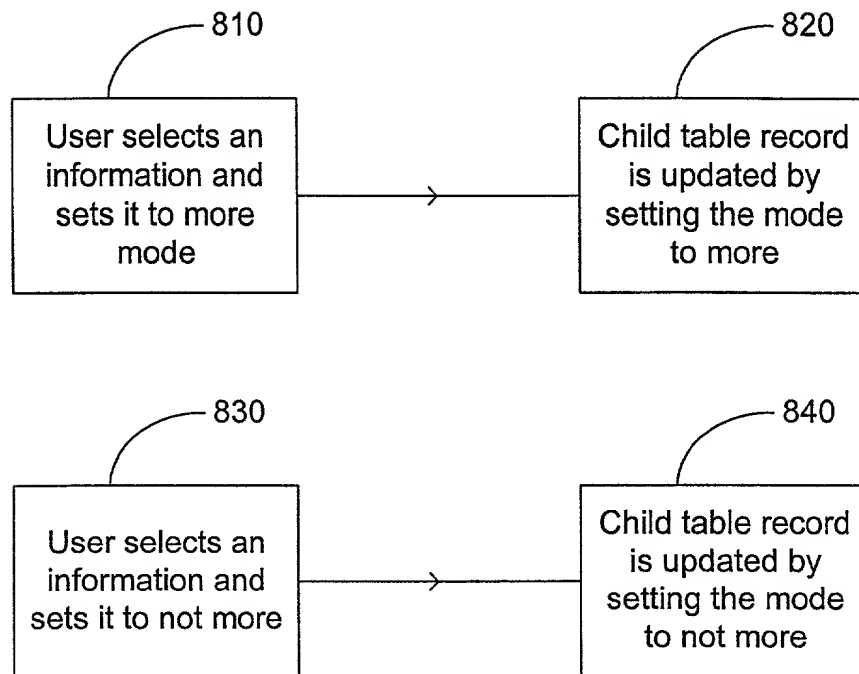 810
820
User selects an
information and
sets it to more
mode
Child table record
is updated by
setting the mode
to more
830
840
User selects an
information and
sets it to not more
Child table record
is updated by
setting the mode
to not more